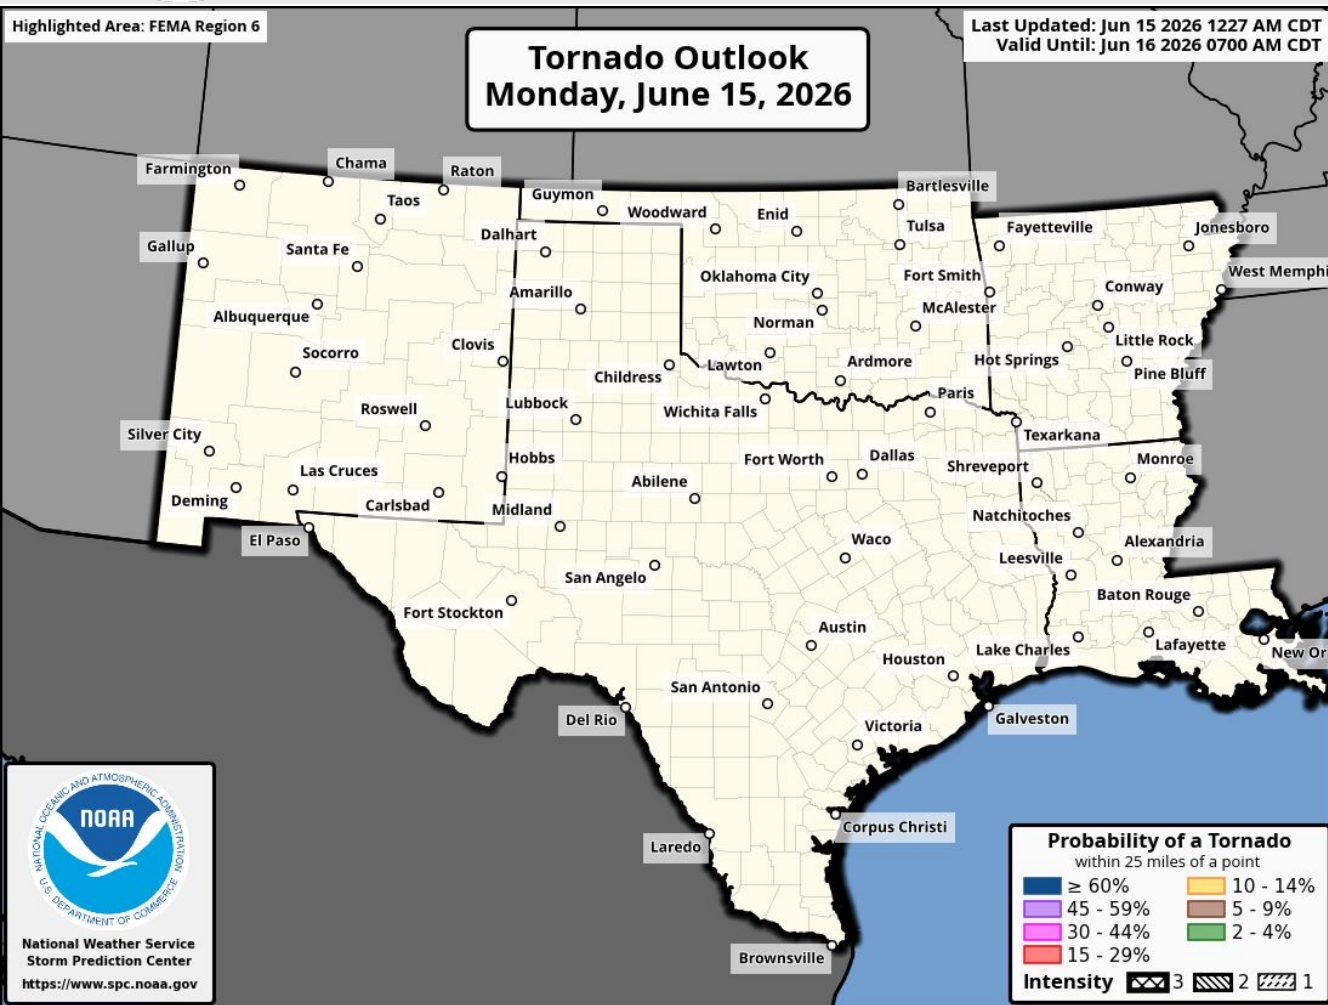 Highlighted Area: FEMA Region 6
Last Updated: Jun 15 2026 1227 AM CDT
Valid Until: Jun 16 2026 0700 AM CDT
Tornado Outlook
Monday, June 15, 2026
Farmington
Chama
Raton
Taos
Guymon
Woodward
Enid
Bartlesville
Tulsa
Fayetteville
Jonesboro
Gallup
Santa Fe
Dalhart
Oklahoma City
Fort Smith
West Memphi
Albuquerque
Amarillo
Norman
McAlester
Conway
Little Rock
Socorro
Clovis
Childress
Lawton
Ardmore
Hot Springs
Pine Bluff
Roswell
Lubbock
Wichita Falls
Paris
Texarkana
Silver City
Las Cruces
Hobbs
Abilene
Fort Worth
Dallas
Shreveport
Monroe
Deming
Carlsbad
Midland
Natchitoches
El Paso
San Angelo
Waco
Leesville
Alexandria
Fort Stockton
Austin
Baton Rouge
Houston
Lake Charles
Lafayette
New Or
San Antonio
Del Rio
Victoria
Galveston
Laredo
Corpus Christi
Brownsville
NATIONAL OCEANIC AND ATMOSPHERIC ADMINISTRATION
NOAA
U.S. DEPARTMENT OF COMMERCE
National Weather Service
Storm Prediction Center
https://www.spc.noaa.gov
Probability of a Tornado
within 25 miles of a point
≥ 60%
10 - 14%
45 - 59%
5 - 9%
30 - 44%
2 - 4%
15 - 29%
Intensity 3 2 1